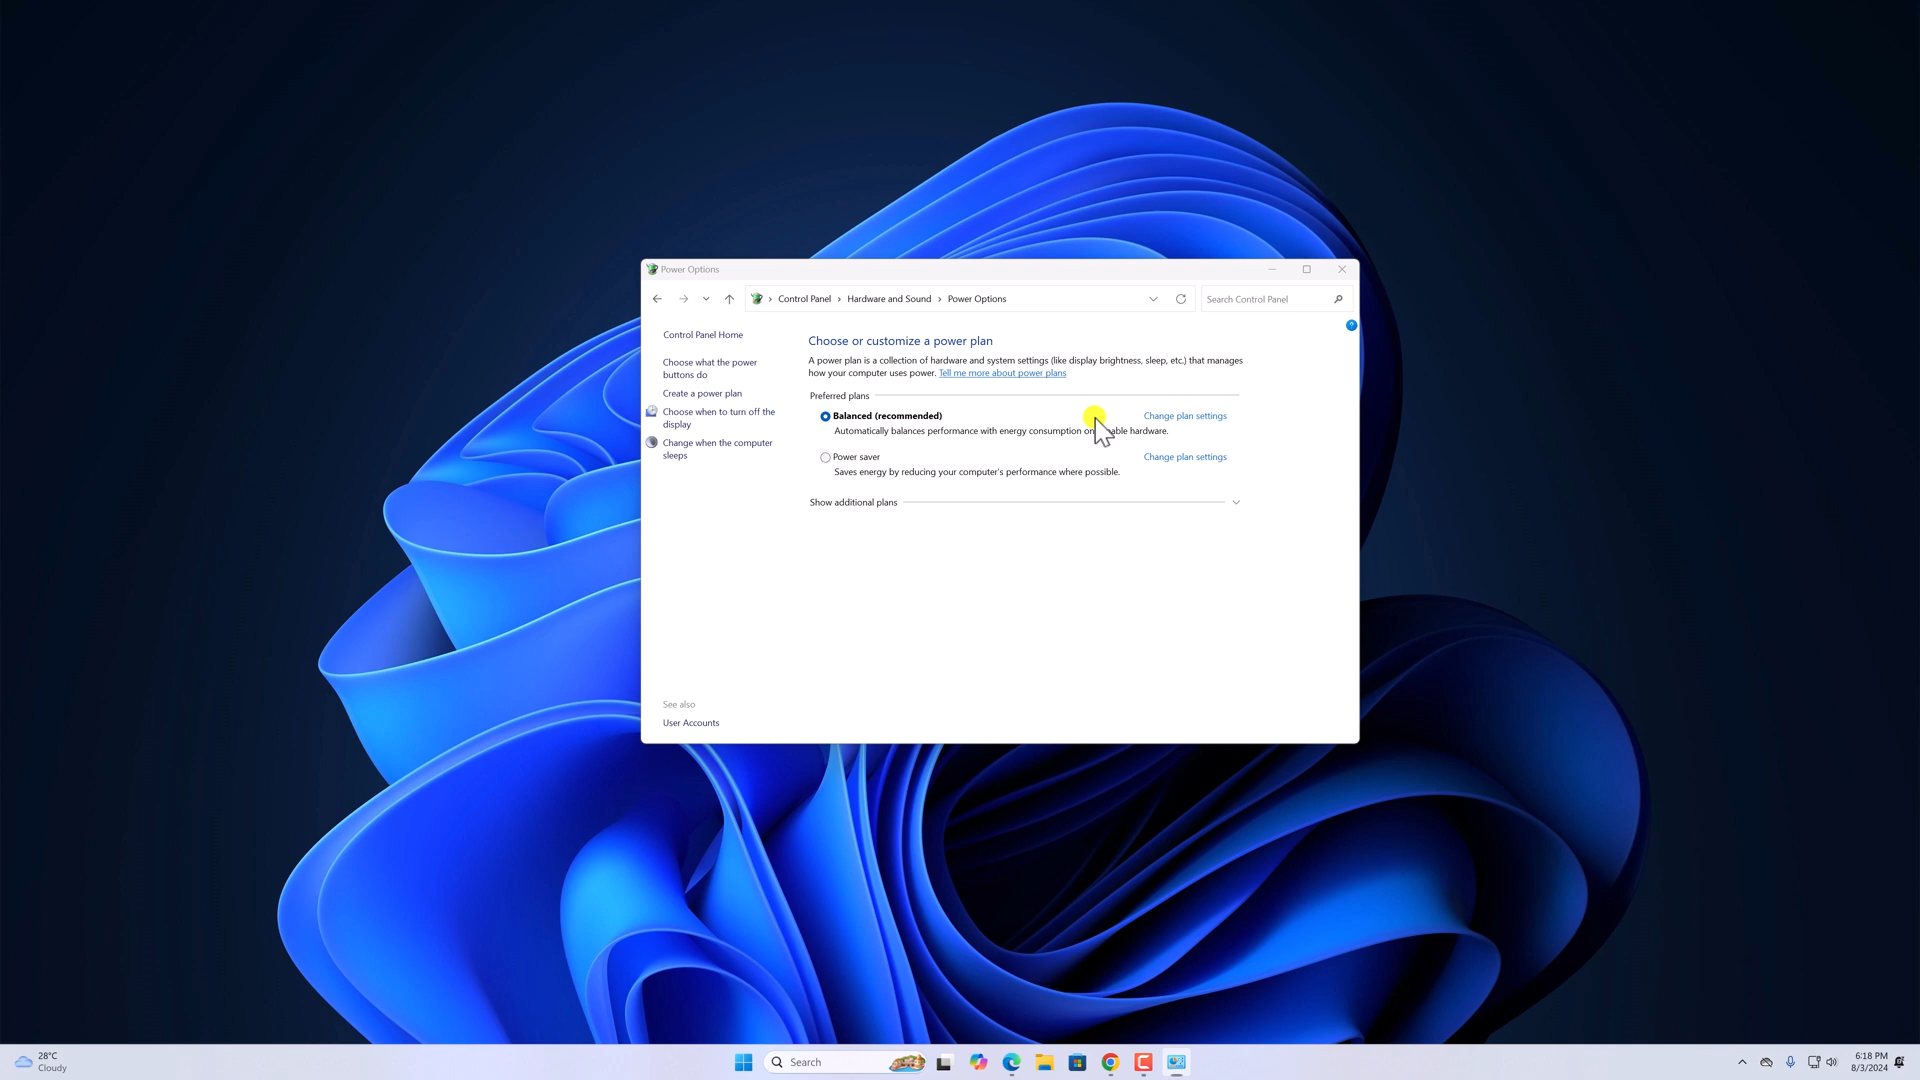 Power Options
Control Panel > Hardware and Sound > Power Options
Search Control Panel
Control Panel Home
Choose what the power
buttons do
Create a power plan
Choose when to turn off the
display
Change when the computer
sleeps
See also
User Accounts
Choose or customize a power plan
A power plan is a collection of hardware and system settings (like display brightness, sleep, etc.) that manages
how your computer uses power. Tell me more about power plans
Preferred plans
Balanced (recommended) Change plan settings
Automatically balances performance with energy consumption on able hardware.
Power saver Change plan settings
Saves energy by reducing your computer's performance where possible.
Show additional plans
28°C
Cloudy
Search
6:18 PM
8/3/2024